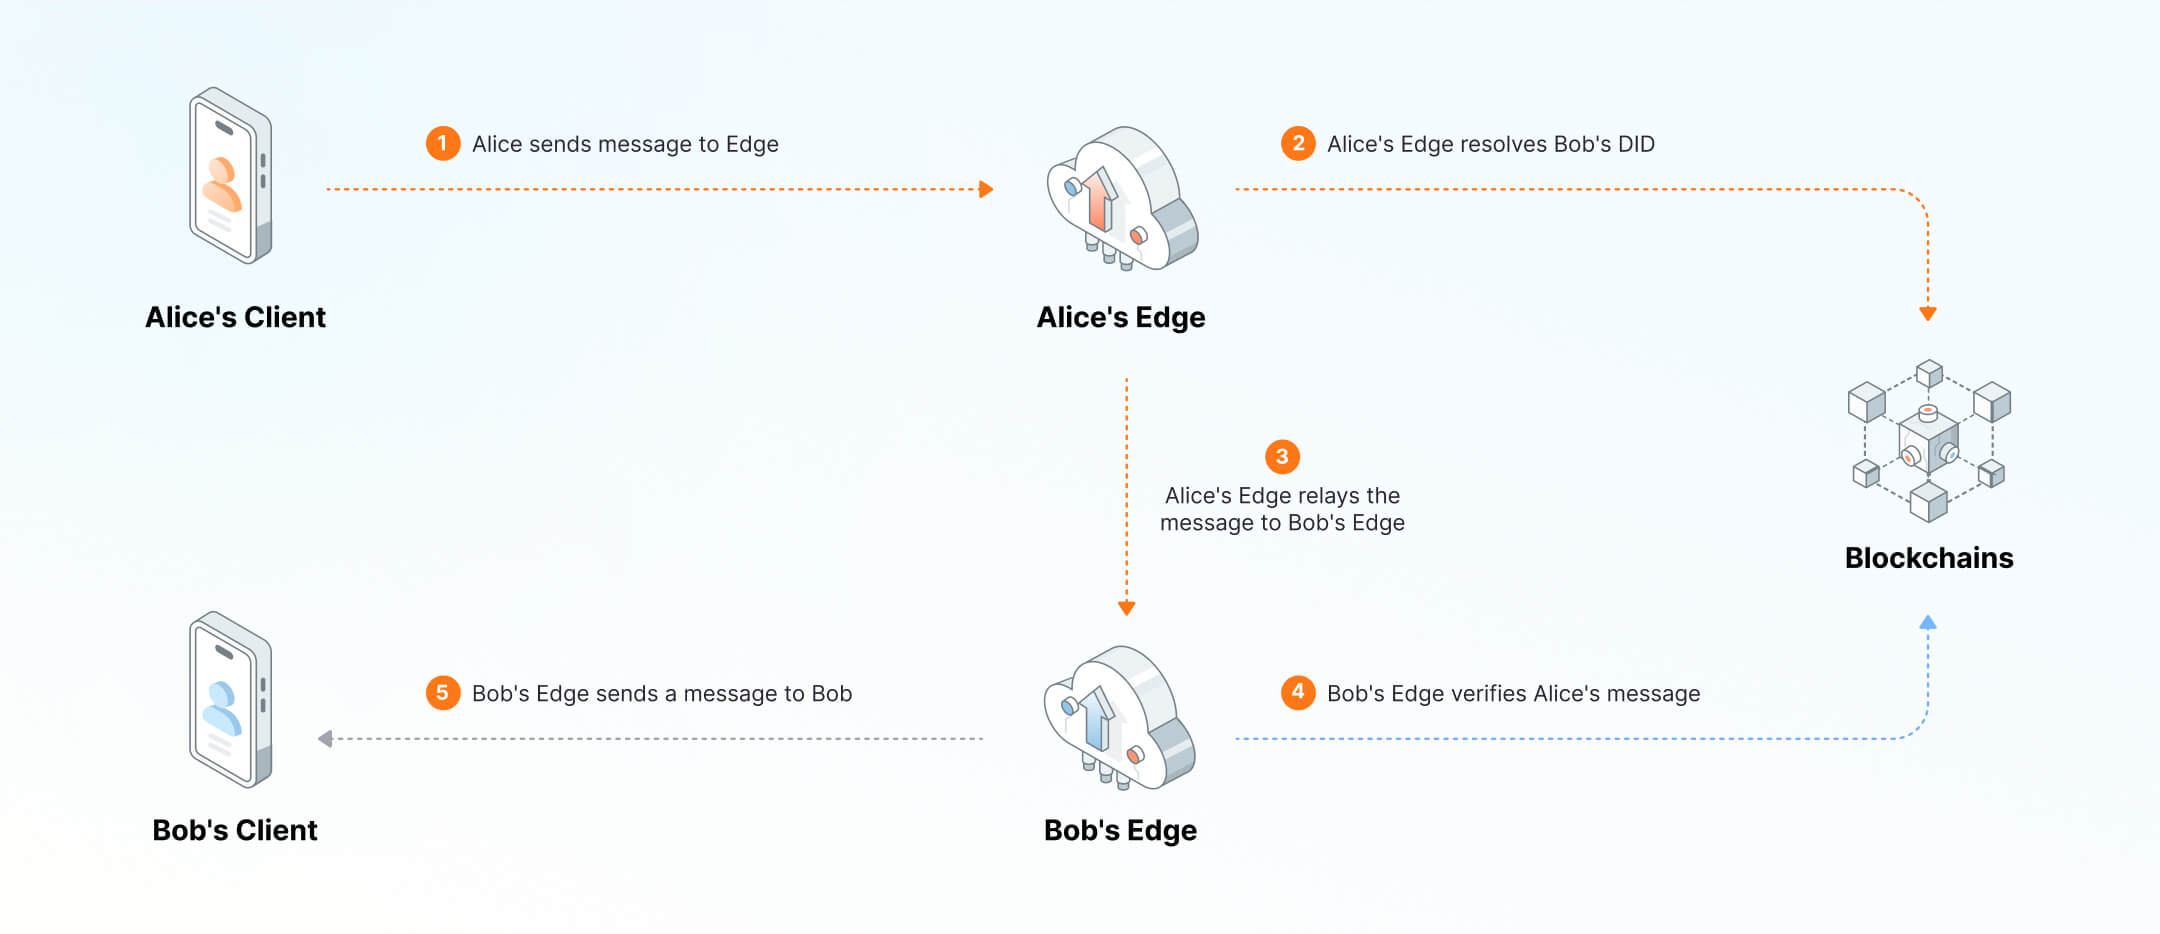 1 Alice sends message to Edge
2 Alice's Edge resolves Bob's DID
Alice's Client
Alice's Edge
3
Alice's Edge relays the
message to Bob's Edge
Blockchains
5 Bob's Edge sends a message to Bob
4 Bob's Edge verifies Alice's message
Bob's Client
Bob's Edge